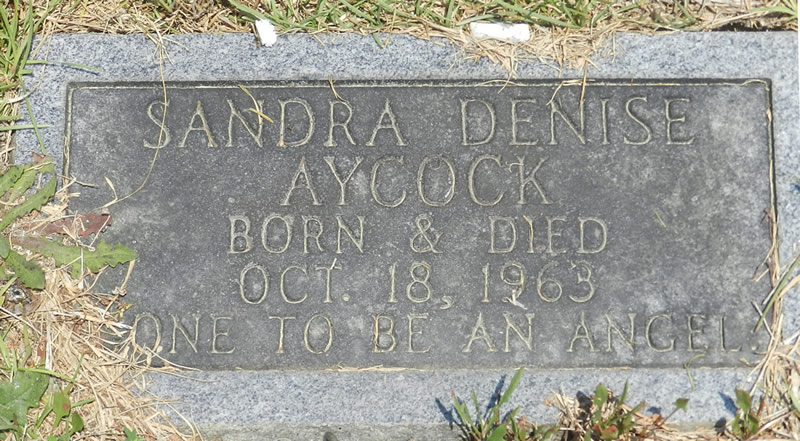 SANDRA DENISE
AYCOCK
BORN & DIED
OCT. 18, 1963
ONE TO BE AN ANGEL.